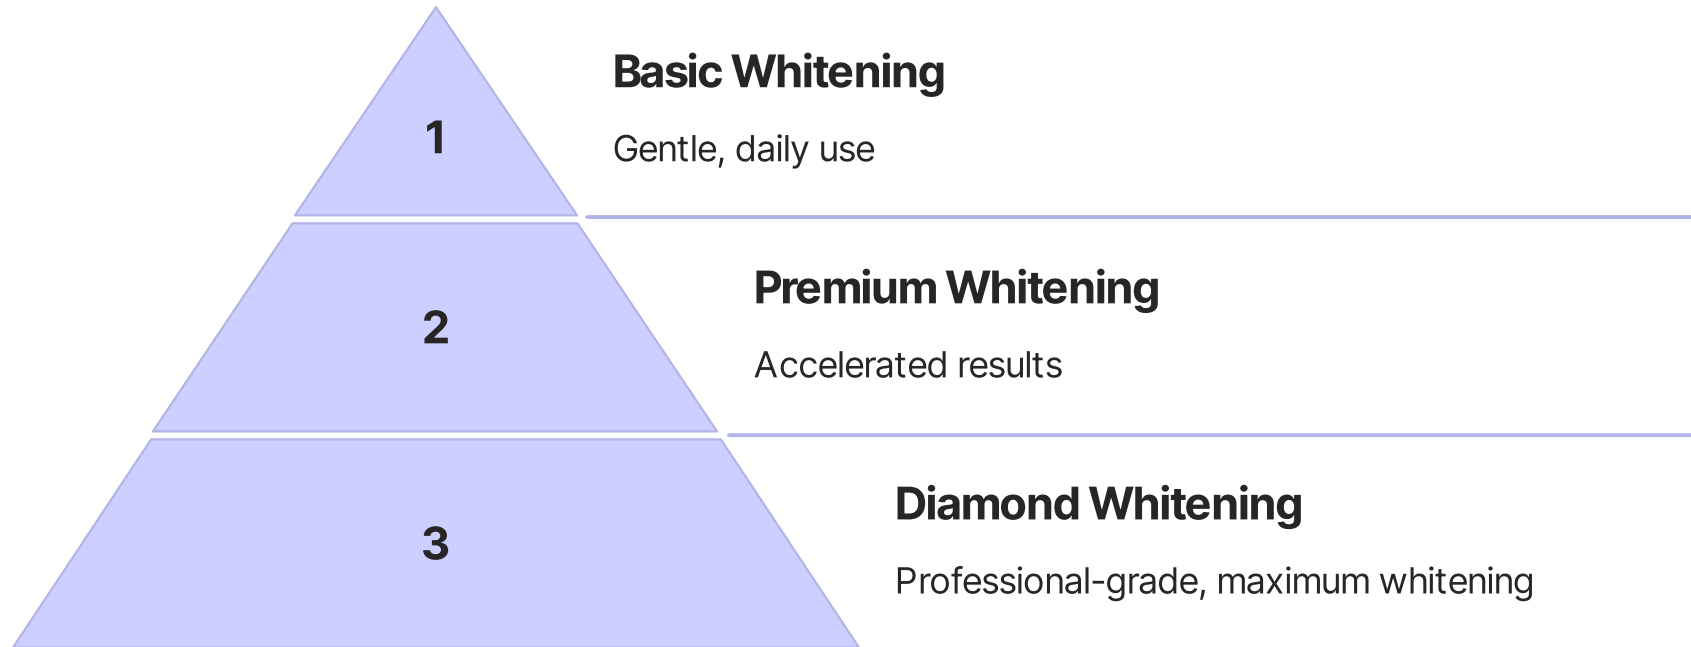 1
Basic Whitening
Gentle, daily use
2
Premium Whitening
Accelerated results
3
Diamond Whitening
Professional-grade, maximum whitening